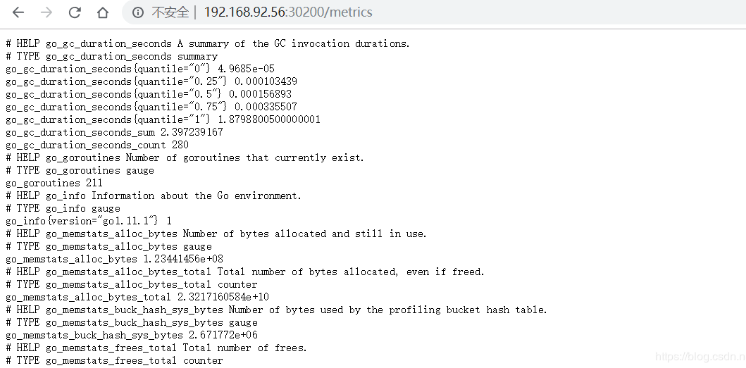 不安全 | 192.168.92.56:30200/metrics
# HELP go_gc_duration_seconds A summary of the GC invocation durations.
# TYPE go_gc_duration_seconds summary
go_gc_duration_seconds{quantile="0"} 4.9685e-05
go_gc_duration_seconds{quantile="0.25"} 0.000103439
go_gc_duration_seconds{quantile="0.5"} 0.000156893
go_gc_duration_seconds{quantile="0.75"} 0.000335507
go_gc_duration_seconds{quantile="1"} 1.8798800500000001
go_gc_duration_seconds_sum 2.397239167
go_gc_duration_seconds_count 280
# HELP go_goroutines Number of goroutines that currently exist.
# TYPE go_goroutines gauge
go_goroutines 211
# HELP go_info Information about the Go environment.
# TYPE go_info gauge
go_info{version="go1.11.1"} 1
# HELP go_memstats_alloc_bytes Number of bytes allocated and still in use.
# TYPE go_memstats_alloc_bytes gauge
go_memstats_alloc_bytes 1.23441456e+08
# HELP go_memstats_alloc_bytes_total Total number of bytes allocated, even if freed.
# TYPE go_memstats_alloc_bytes_total counter
go_memstats_alloc_bytes_total 2.3217160584e+10
# HELP go_memstats_buck_hash_sys_bytes Number of bytes used by the profiling bucket hash table.
# TYPE go_memstats_buck_hash_sys_bytes gauge
go_memstats_buck_hash_sys_bytes 2.671772e+06
# HELP go_memstats_frees_total Total number of frees.
# TYPE go_memstats_frees_total counter
https://blog.csdn.n